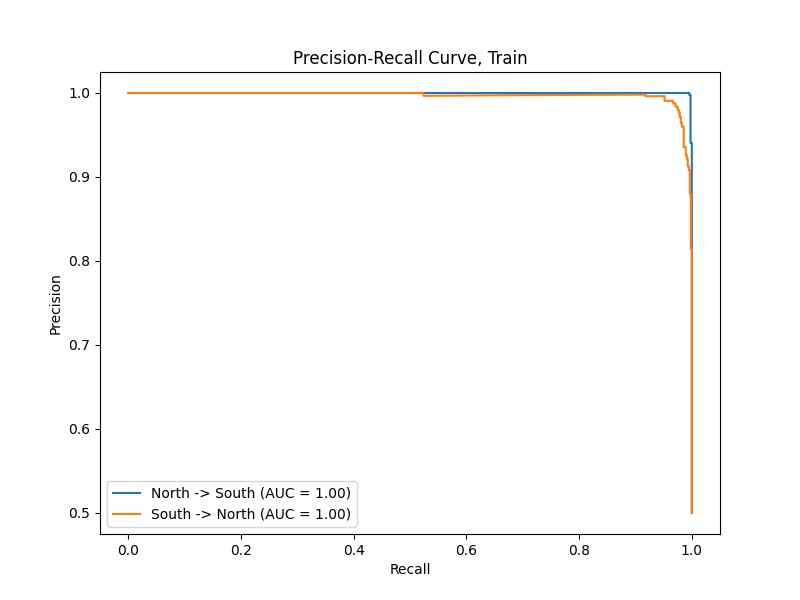 Precision-Recall Curve, Train
Precision
1.0
0.9
0.8
0.7
0.6
0.5
North -> South (AUC = 1.00)
South -> North (AUC = 1.00)
0.0 0.2 0.4 0.6 0.8 1.0
Recall